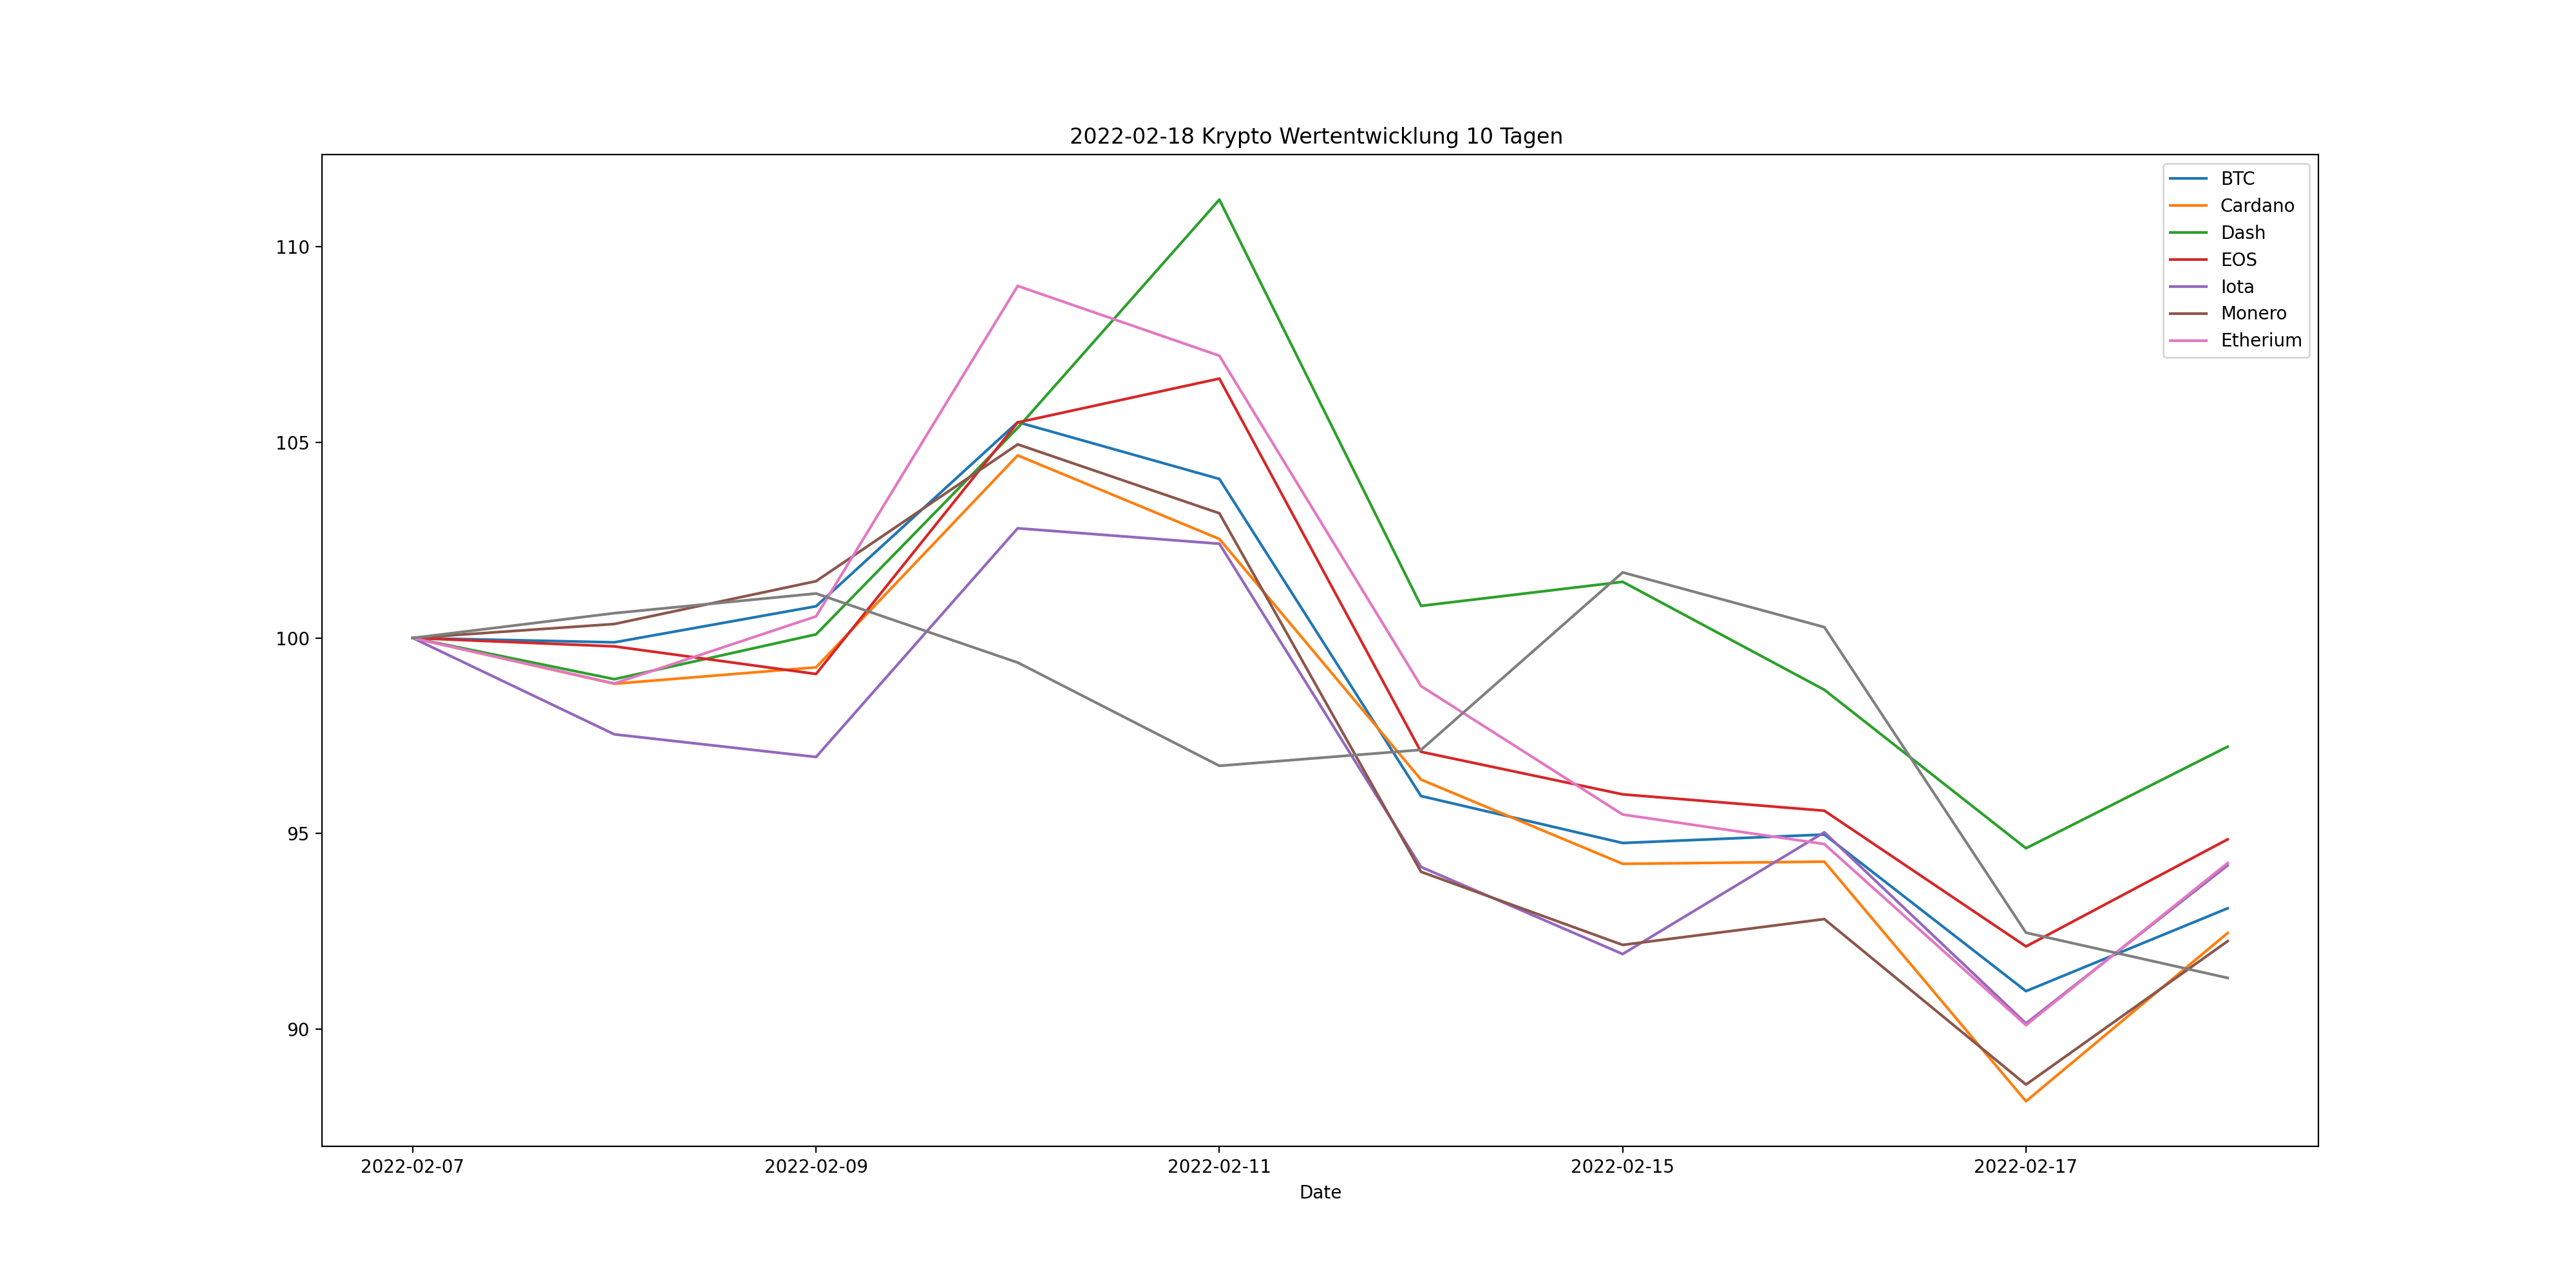 2022-02-18 Krypto Wertentwicklung 10 Tagen
BTC
Cardano
Dash
EOS
Iota
Monero
Etherium
110
105
100
95
90
2022-02-07
2022-02-09
2022-02-11
2022-02-15
2022-02-17
Date